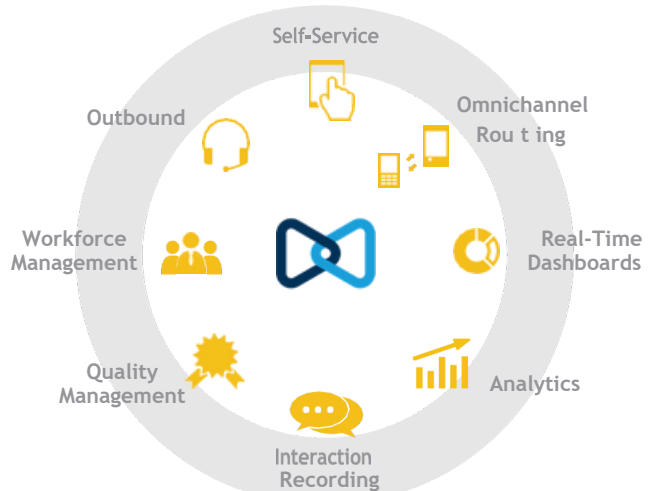 Self-Service
Omnichannel
Rou t ing
Real-Time
Dashboards
Analytics
Interaction
Recording
Quality
Management
Workforce
Management
Outbound